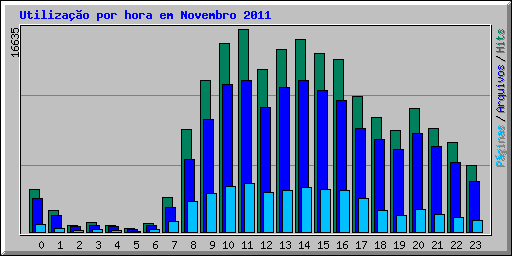 Utilização por hora em Novembro 2011
16635
Páginas / Arquivos / Hits
0 1 2 3 4 5 6 7 8 9 10 11 12 13 14 15 16 17 18 19 20 21 22 23